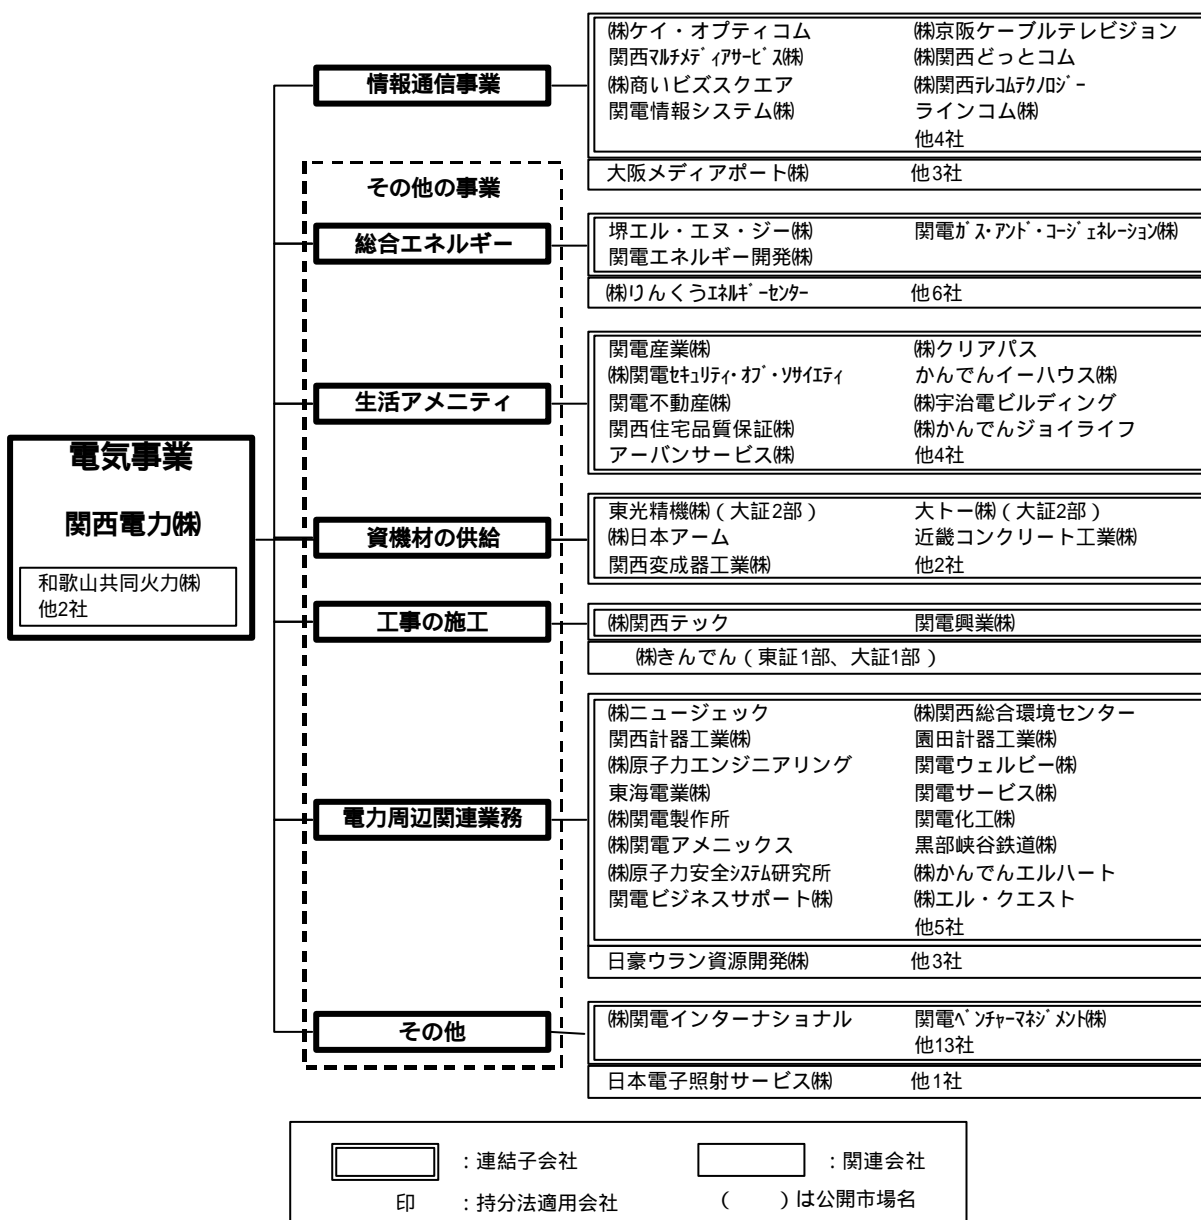 ㈱ケイ・オプティコム ㈱京阪ケーブルテレビジョン
関西マルチメディアサービス㈱ ㈱関西どっとコム
㈱商いビズスクエア ㈱関西テレコムテクノロジー
関電情報システム㈱ ラインコム㈱
他4社
大阪メディアポート㈱ 他3社
情報通信事業
その他の事業
総合エネルギー
堺エル・エヌ・ジー㈱ 関電ガス・アンド・コージェネレーション㈱
関電エネルギー開発㈱
㈱りんくうエネルギーセンター 他6社
生活アメニティ
関電産業㈱ ㈱クリアパス
㈱関電セキュリティ・オブ・ソサイエティ かんでんイーハウス㈱
関電不動産㈱ ㈱宇治電ビルディング
関西住宅品質保証㈱ ㈱かんでんジョイライフ
アーバンサービス㈱ 他4社
電気事業
関西電力㈱
和歌山共同火力㈱
他2社
資機材の供給
東光精機㈱(大証2部) 大トー㈱(大証2部)
㈱日本アーム 近畿コンクリート工業㈱
関西変成器工業㈱ 他2社
工事の施工
㈱関西テック 関電興業㈱
㈱きんでん(東証1部、大証1部)
電力周辺関連業務
㈱ニュージェック ㈱関西総合環境センター
関西計器工業㈱ 園田計器工業㈱
㈱原子力エンジニアリング 関電ウェルビー㈱
東海電業㈱ 関電サービス㈱
㈱関電製作所 関電化工㈱
㈱関電アメニックス 黒部峡谷鉄道㈱
㈱原子力安全システム研究所 ㈱かんでんエルハート
関電ビジネスサポート㈱ ㈱エル・クエスト
他5社
日豪ウラン資源開発㈱ 他3社
その他
㈱関電インターナショナル 関電ベンチャーマネジメント㈱
他13社
日本電子照射サービス㈱ 他1社
:連結子会社 :関連会社
印 :持分法適用会社 ( )は公開市場名